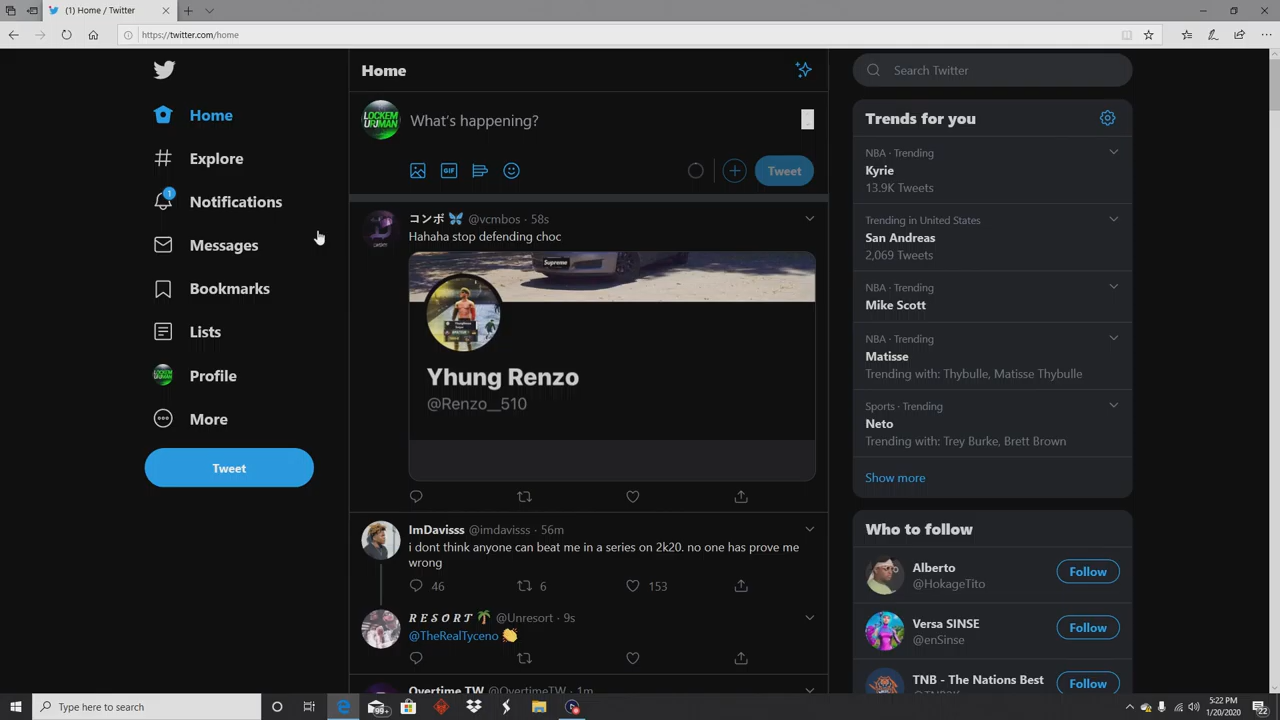 Home / Twitter
https://twitter.com/home
Home
Explore
1
Notifications
Messages
Bookmarks
Lists
Profile
More
Tweet
Home
LOCKEM
What's happening?
GIF
Tweet
コンボ 🦋 @vcmbos · 58s
Hahaha stop defending choc
Supreme
Yhung Renzo
@Renzo__510
ImDavisss @imdavisss · 56m
i dont think anyone can beat me in a series on 2k20. no one has prove me
wrong
46 6 153
𝑹 𝑬 𝑺 𝑶 𝑹 𝑻 🌴 @Unresort · 9s
@TheRealTyceno 👏
Overtime TW @OvertimeTW · 1m
Search Twitter
Trends for you
NBA · Trending
Kyrie
13.9K Tweets
Trending in United States
San Andreas
2,069 Tweets
NBA · Trending
Mike Scott
NBA · Trending
Matisse
Trending with: Thybulle, Matisse Thybulle
Sports · Trending
Neto
Trending with: Trey Burke, Brett Brown
Show more
Who to follow
Alberto
@HokageTito
Follow
Versa SINSE
@enSinse
Follow
TNB - The Nations Best
Follow
Type here to search
99+
5:22 PM
1/20/2020
22